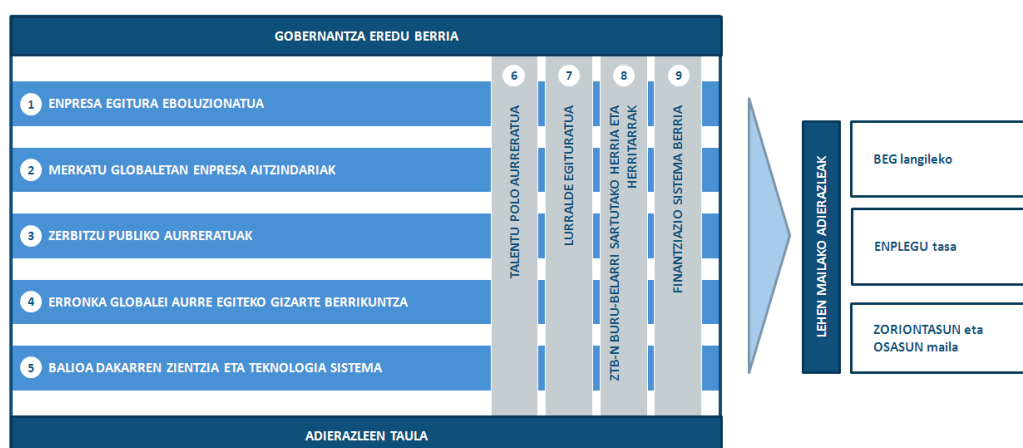 GOBERNANTZA EREDU BERRIA
1 ENPRESA EGITURA EBOLUZIONATUA
2 MERKATU GLOBALETAN ENPRESA AITZINDARIAK
3 ZERBITZU PUBLIKO AURRERATUAK
4 ERRONKA GLOBALEI AURRE EGITEKO GIZARTE BERRIKUNTZA
5 BALIOA DAKARREN ZIENTZIA ETA TEKNOLOGIA SISTEMA
6
TALENTU POLO AURRERATUA
7
LURRALDE EGITURATUA
8
ZTB-N BURU-BELARRI SARTUTAKO HERRIA ETA
HERRITARRAK
9
FINANTZIAZIO SISTEMA BERRIA
ADIERAZLEEN TAULA
LEHEN MAILAKO ADIERAZLEAK
BEG langileko
ENPLEGU tasa
ZORIONTASUN eta
OSASUN maila